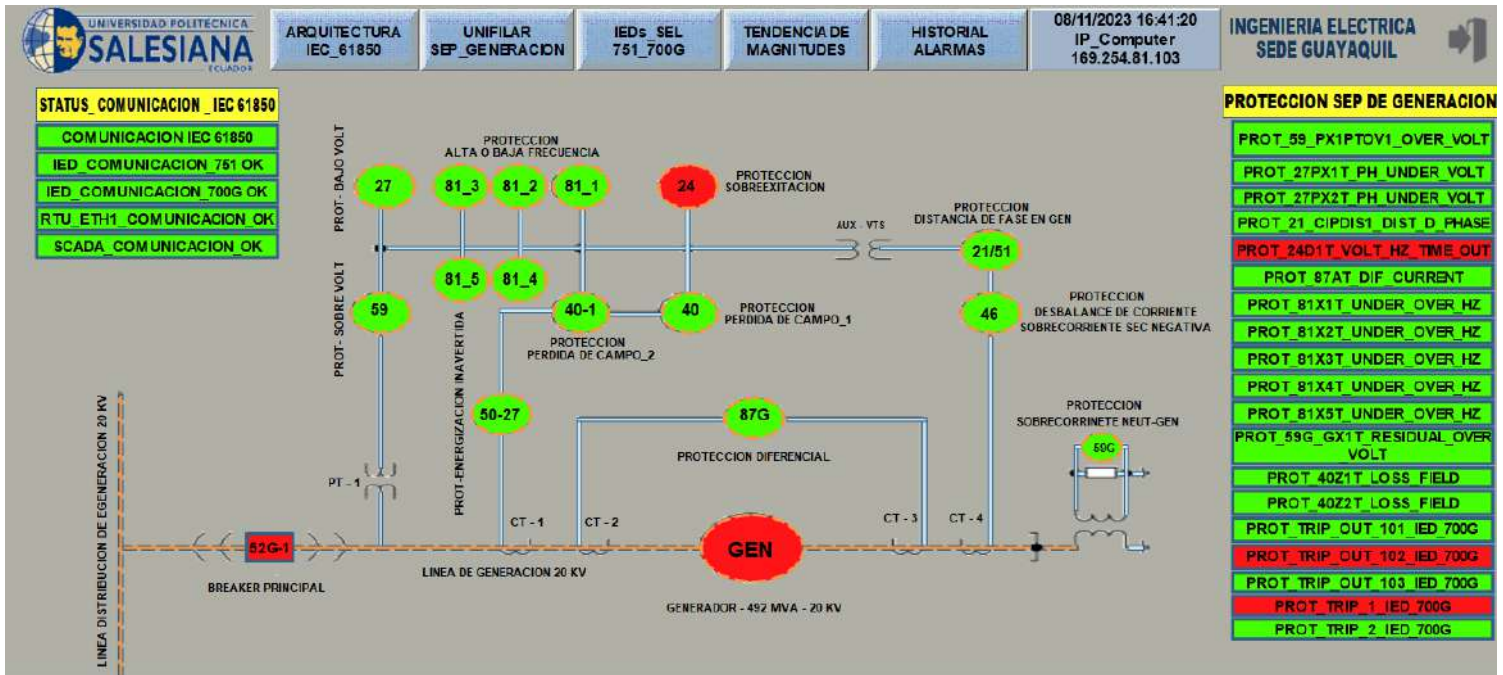 UNIVERSIDAD POLITECNICA
SALESIANA
ECUADOR
ARQUITECTURA
IEC_61850
UNIFILAR
SEP_GENERACION
IEDs_SEL
751_700G
TENDENCIA DE
MAGNITUDES
HISTORIAL
ALARMAS
08/11/2023 16:41:20
IP_Computer
169.254.81.103
INGENIERIA ELECTRICA
SEDE GUAYAQUIL
STATUS_COMUNICACION_IEC 61850
COMUNICACION IEC 61850
IED_COMUNICACION_751 OK
IED_COMUNICACION_700G OK
RTU_ETH1_COMUNICACION_OK
SCADA_COMUNICACION_OK
PROT- BAJO VOLT
27
PROTECCION
ALTA O BAJA FRECUENCIA
81_3
81_2
81_1
24
PROTECCION
SOBREEXITACION
AUX - VTS
PROTECCION
DISTANCIA DE FASE EN GEN
21/51
81_5
81_4
PROT- SOBRE VOLT
59
40-1
40
PROTECCION
PERDIDA DE CAMPO_1
PROTECCION
PERDIDA DE CAMPO_2
46
PROTECCION
DESBALANCE DE CORRIENTE
SOBRECORRIENTE SEC NEGATIVA
PROT-ENERGIZACION INAVERTIDA
50-27
87G
PROTECCION DIFERENCIAL
PROTECCION
SOBRECORRINETE NEUT-GEN
59G
PT - 1
CT - 1
CT - 2
CT - 3
CT - 4
LINEA DISTRIBUCION DE EGENERACION 20 KV
52G-1
BREAKER PRINCIPAL
LINEA DE GENERACION 20 KV
GEN
GENERADOR - 492 MVA - 20 KV
PROTECCION SEP DE GENERACION
PROT_59_PX1PTOV1_OVER_VOLT
PROT_27PX1T_PH_UNDER_VOLT
PROT_27PX2T_PH_UNDER_VOLT
PROT_21_CIPDIS1_DIST_D_PHASE
PROT_24D1T_VOLT_HZ_TIME_OUT
PROT_87AT_DIF_CURRENT
PROT_81X1T_UNDER_OVER_HZ
PROT_81X2T_UNDER_OVER_HZ
PROT_81X3T_UNDER_OVER_HZ
PROT_81X4T_UNDER_OVER_HZ
PROT_81X5T_UNDER_OVER_HZ
PROT_59G_GX1T_RESIDUAL_OVER
VOLT
PROT_40Z1T_LOSS_FIELD
PROT_40Z2T_LOSS_FIELD
PROT_TRIP_OUT_101_IED_700G
PROT_TRIP_OUT_102_IED_700G
PROT_TRIP_OUT_103_IED_700G
PROT_TRIP_1_IED_700G
PROT_TRIP_2_IED_700G